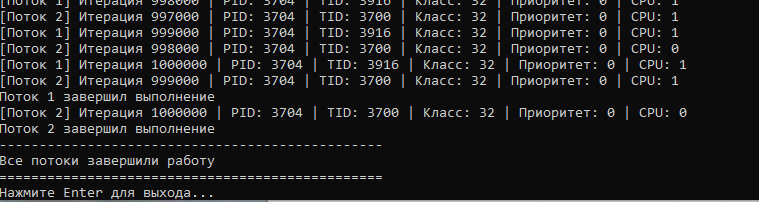 [Поток 1] Итерация 998000 | PID: 3704 | TID: 3916 | Класс: 32 | Приоритет: 0 | CPU: 1
[Поток 2] Итерация 997000 | PID: 3704 | TID: 3700 | Класс: 32 | Приоритет: 0 | CPU: 1
[Поток 1] Итерация 999000 | PID: 3704 | TID: 3916 | Класс: 32 | Приоритет: 0 | CPU: 1
[Поток 2] Итерация 998000 | PID: 3704 | TID: 3700 | Класс: 32 | Приоритет: 0 | CPU: 0
[Поток 1] Итерация 1000000 | PID: 3704 | TID: 3916 | Класс: 32 | Приоритет: 0 | CPU: 1
[Поток 2] Итерация 999000 | PID: 3704 | TID: 3700 | Класс: 32 | Приоритет: 0 | CPU: 1
Поток 1 завершил выполнение
[Поток 2] Итерация 1000000 | PID: 3704 | TID: 3700 | Класс: 32 | Приоритет: 0 | CPU: 0
Поток 2 завершил выполнение
------------------------------------------------
Все потоки завершили работу
================================================
Нажмите Enter для выхода...